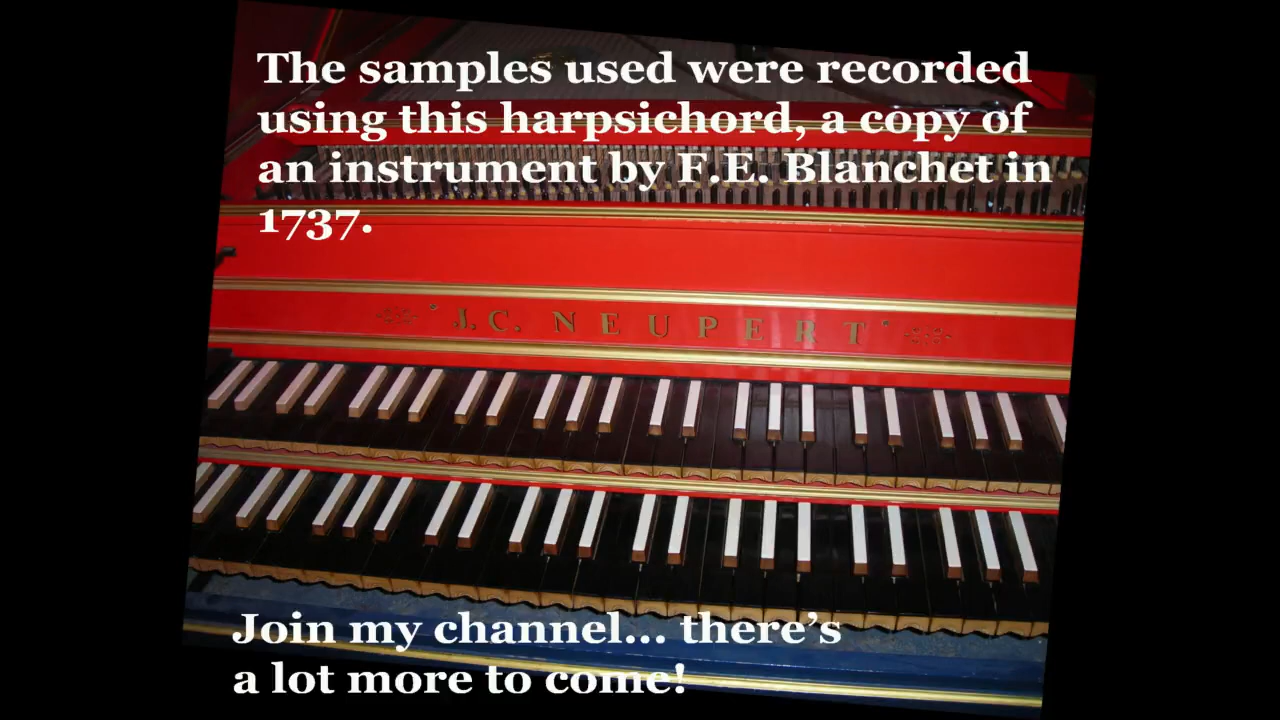 The samples used were recorded
using this harpsichord, a copy of
an instrument by F.E. Blanchet in
1737.
J.C. NEUPERT
Join my channel... there's
a lot more to come!